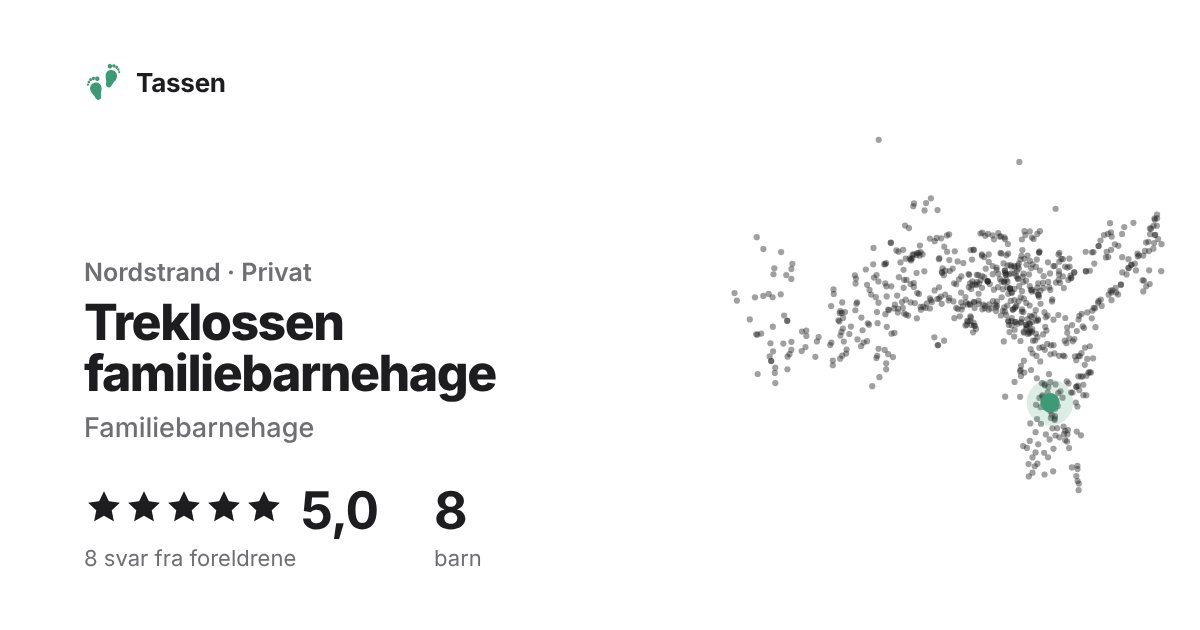 Tassen
Nordstrand · Privat
Treklossen
familiebarnehage
Familiebarnehage
5,0
8 svar fra foreldrene
8
barn